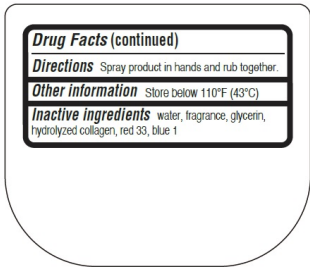 Drug Facts (continued)
Directions Spray product in hands and rub together.
Other information Store below 110°F (43°C)
Inactive ingredients water, fragrance, glycerin,
hydrolyzed collagen, red 33, blue 1